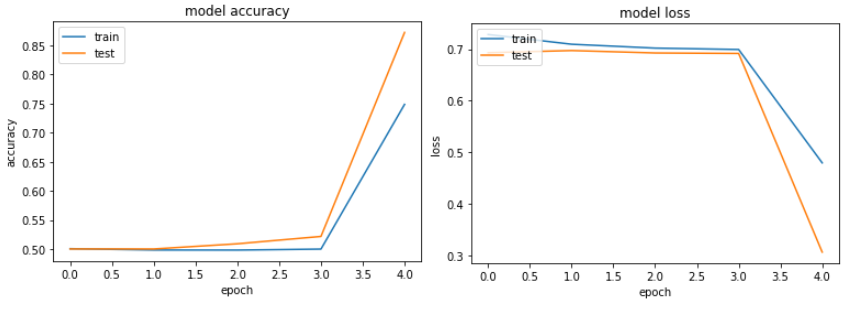 model accuracy
train
test
0.85
0.80
0.75
0.70
0.65
0.60
0.55
0.50
accuracy
0.0 0.5 1.0 1.5 2.0 2.5 3.0 3.5 4.0
epoch
model loss
train
test
0.7
0.6
0.5
0.4
0.3
loss
0.0 0.5 1.0 1.5 2.0 2.5 3.0 3.5 4.0
epoch